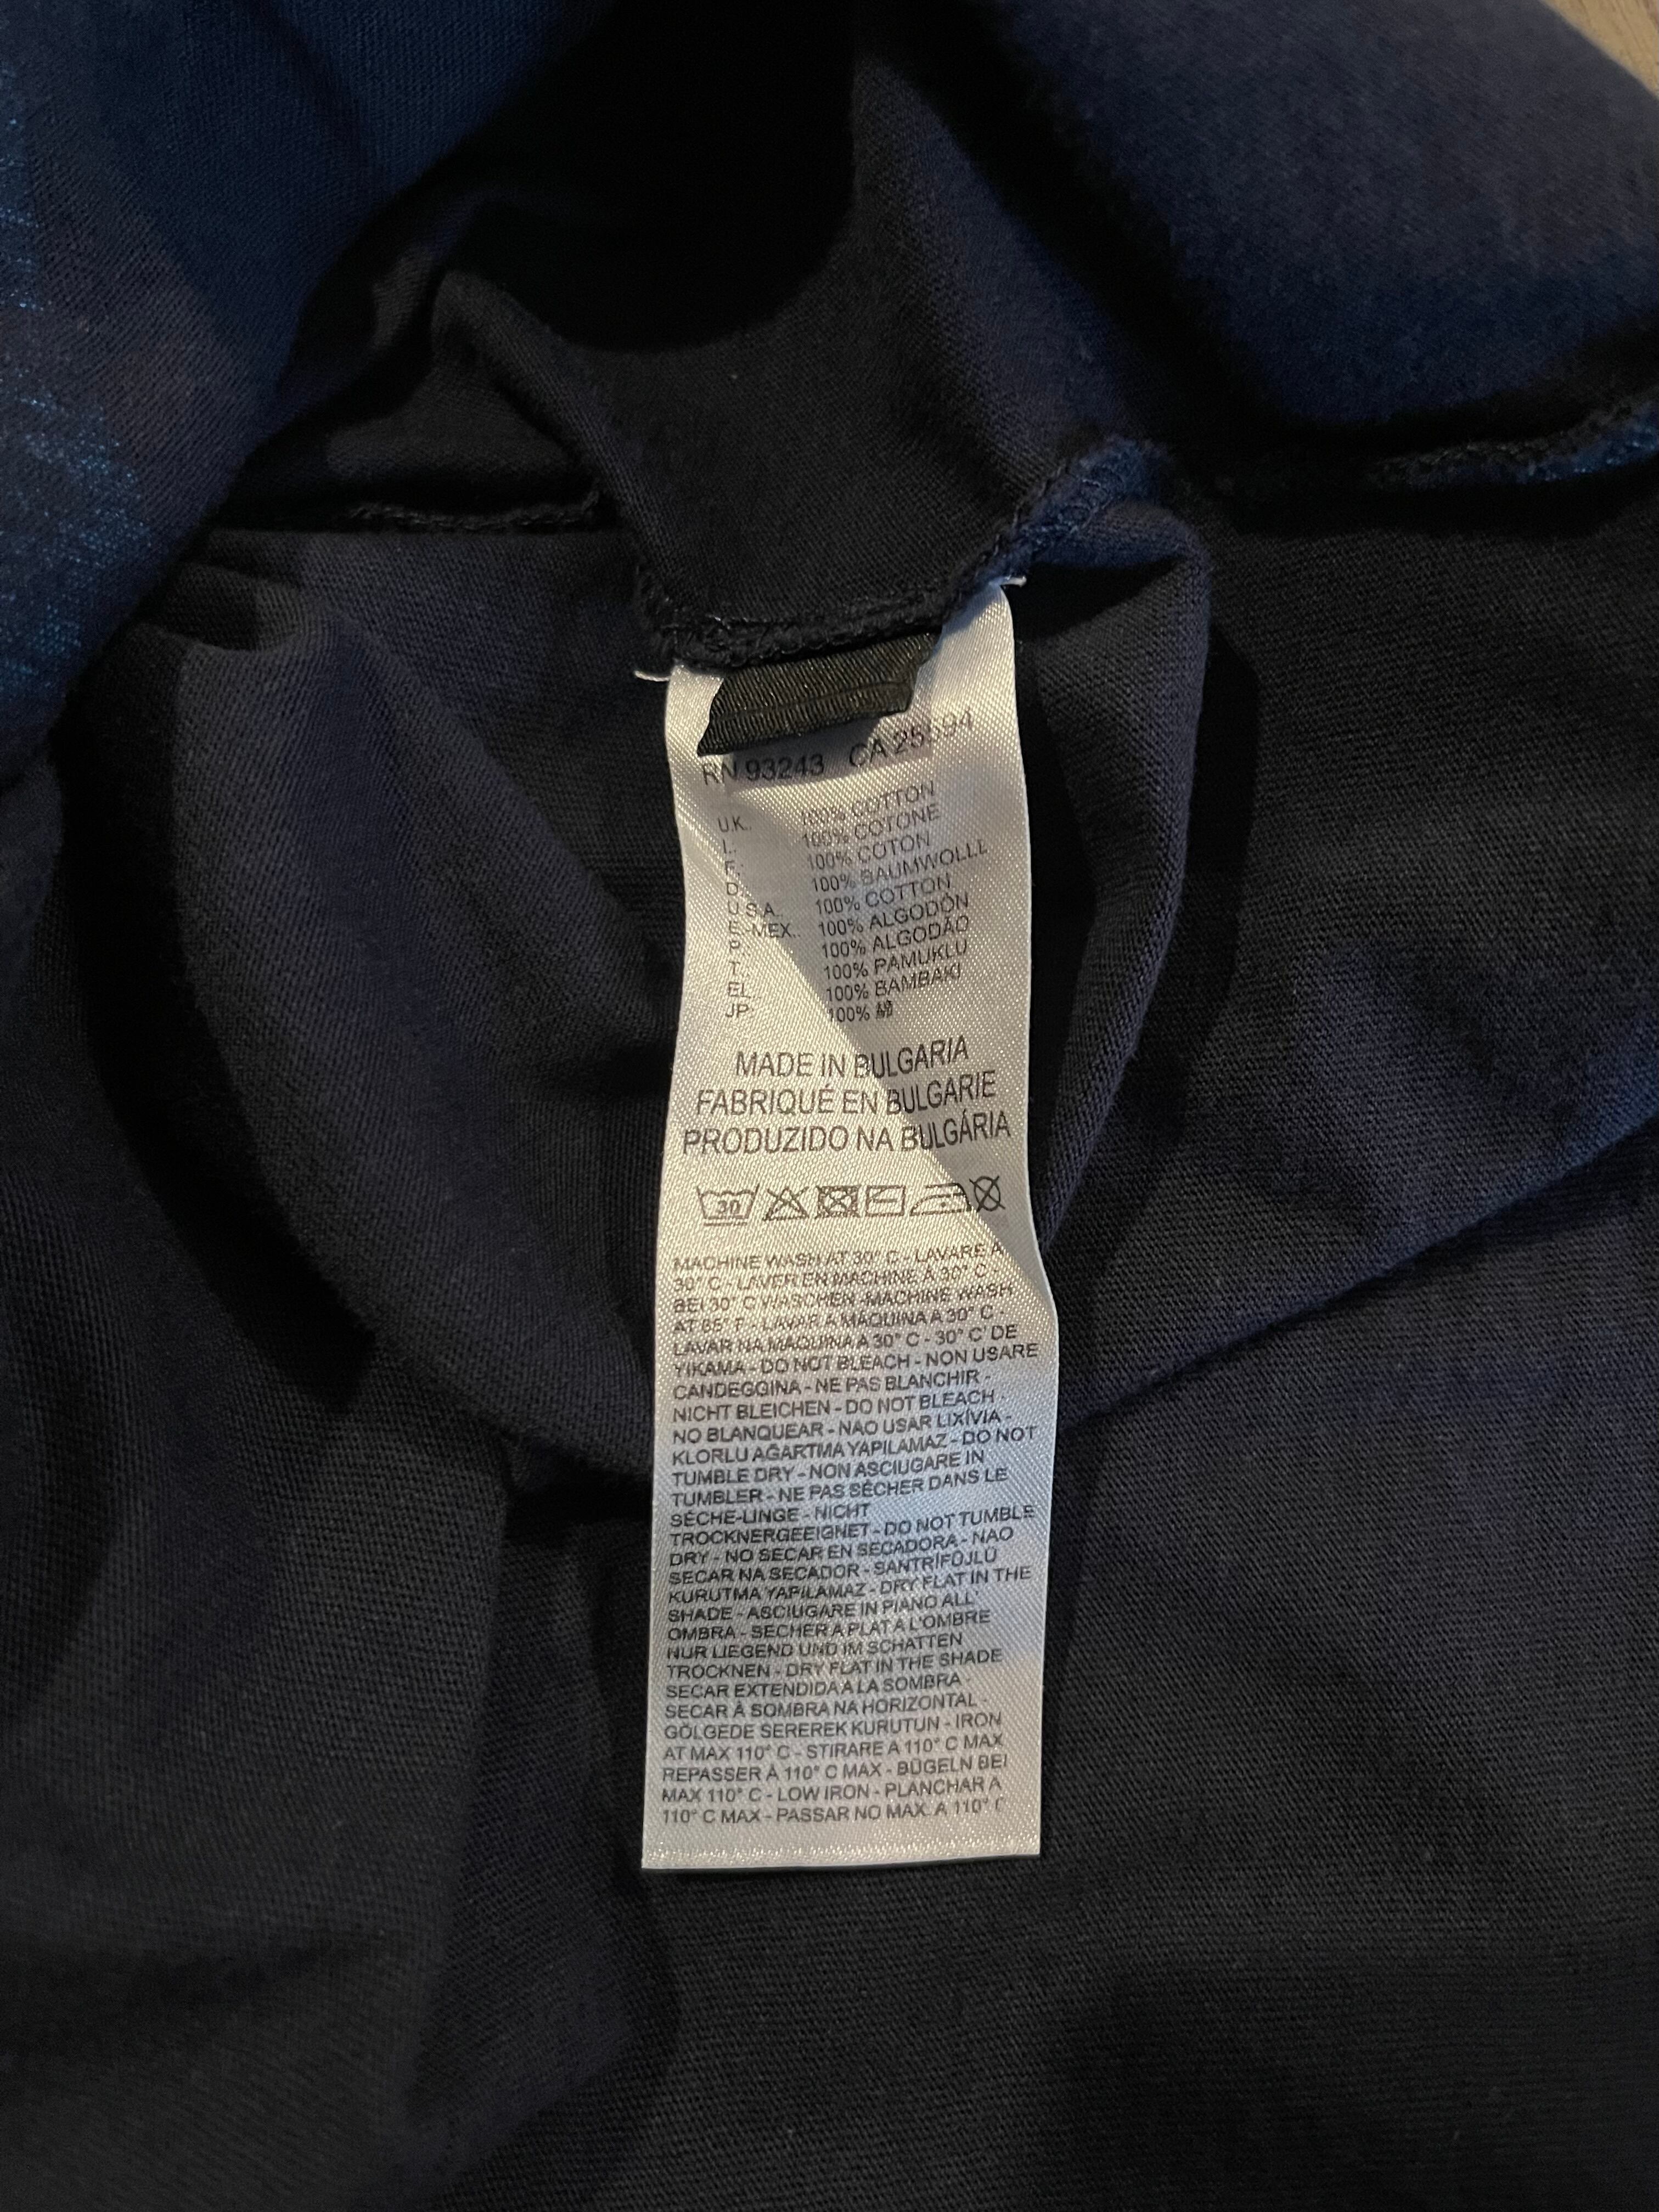 RN 93243 CA 25594
U.K.: 100% COTTON
I.: 100% COTONE
F.: 100% COTON
D.: 100% BAUMWOLLE
U.S.A.: 100% COTTON
E.-MEX.: 100% ALGODÓN
P.: 100% ALGODÃO
T.: 100% PAMUKLU
EL.: 100% BAMBAKI
JP: 100% 綿
MADE IN BULGARIA
FABRIQUÉ EN BULGARIE
PRODUZIDO NA BULGÁRIA
30
MACHINE WASH AT 30° C - LAVARE A
30° C - LAVER EN MACHINE À 30° C
BEI 30° C WASCHEN -MACHINE WASH
AT 85° F - LAVAR A MÁQUINA A 30° C -
LAVAR NA MÁQUINA A 30° C - 30° C' DE
YIKAMA - DO NOT BLEACH - NON USARE
CANDEGGINA - NE PAS BLANCHIR -
NICHT BLEICHEN - DO NOT BLEACH
NO BLANQUEAR - NAO USAR LIXÍVIA -
KLORLU AĞARTMA YAPILAMAZ - DO NOT
TUMBLE DRY - NON ASCIUGARE IN
TUMBLER - NE PAS SÉCHER DANS LE
SÉCHE-LINGE - NICHT
TROCKNERGEEIGNET - DO NOT TUMBLE
DRY - NO SECAR EN SECADORA - NAO
SECAR NA SECADOR - SANTRİFÜJLÜ
KURUTMA YAPILAMAZ - DRY FLAT IN THE
SHADE - ASCIUGARE IN PIANO ALL'
OMBRA - SÉCHER A PLAT A L'OMBRE
NUR LIEGEND UND IM SCHATTEN
TROCKNEN - DRY FLAT IN THE SHADE
SECAR EXTENDIDA A LA SOMBRA -
SECAR À SOMBRA NA HORIZONTAL -
GÖLGEDE SEREREK KURUTUN - IRON
AT MAX 110° C - STIRARE A 110° C MAX
REPASSER À 110° C MAX - BÜGELN BEI
MAX 110° C - LOW IRON - PLANCHAR A
110° C MAX - PASSAR NO MAX. A 110° C